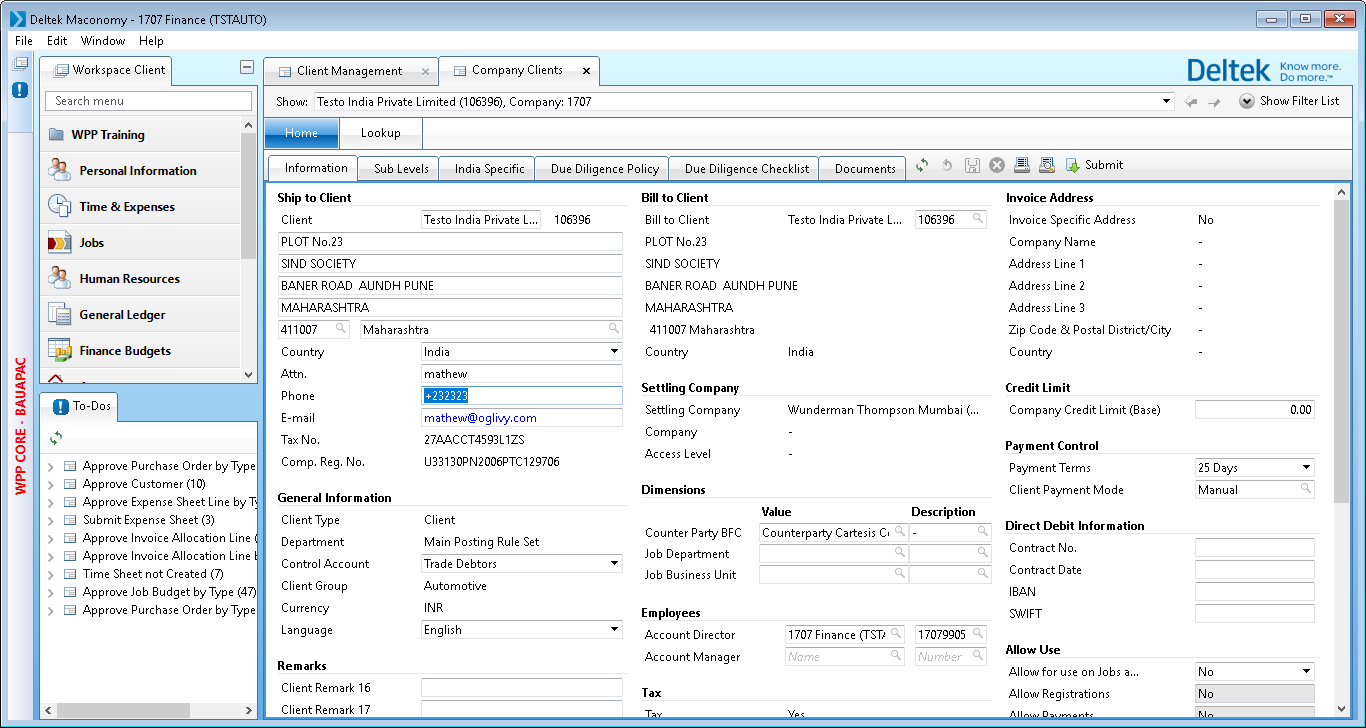 Deltek Maconomy - 1707 Finance (TSTAUTO)
File Edit Window Help
WPP CORE - BAUAPAC
Workspace Client
Search menu
WPP Training
Personal Information
Time & Expenses
Jobs
Human Resources
General Ledger
Finance Budgets
To-Dos
Approve Purchase Order by Type
Approve Customer (10)
Approve Expense Sheet Line by Ty
Submit Expense Sheet (3)
Approve Invoice Allocation Line (
Approve Invoice Allocation Line b
Time Sheet not Created (7)
Approve Job Budget by Type (47)
Approve Purchase Order by Type
Client Management Company Clients
Deltek Know more. Do more.™
Show: Testo India Private Limited (106396), Company: 1707 Show Filter List
Home Lookup
Information Sub Levels India Specific Due Diligence Policy Due Diligence Checklist Documents Submit
Ship to Client
Client Testo India Private L... 106396
PLOT No.23
SIND SOCIETY
BANER ROAD AUNDH PUNE
MAHARASHTRA
411007 Maharashtra
Country India
Attn. mathew
Phone +232323
E-mail mathew@oglivy.com
Tax No. 27AACCT4593L1ZS
Comp. Reg. No. U33130PN2006PTC129706
General Information
Client Type Client
Department Main Posting Rule Set
Control Account Trade Debtors
Client Group Automotive
Currency INR
Language English
Remarks
Client Remark 16
Client Remark 17
Bill to Client
Bill to Client Testo India Private L... 106396
PLOT No.23
SIND SOCIETY
BANER ROAD AUNDH PUNE
MAHARASHTRA
411007 Maharashtra
Country India
Settling Company
Settling Company Wunderman Thompson Mumbai (...
Company -
Access Level -
Dimensions
Value Description
Counter Party BFC Counterparty Cartesis Co -
Job Department
Job Business Unit
Employees
Account Director 1707 Finance (TSTA 17079905
Account Manager Name Number
Tax
Tax Yes
Invoice Address
Invoice Specific Address No
Company Name -
Address Line 1 -
Address Line 2 -
Address Line 3 -
Zip Code & Postal District/City -
Country -
Credit Limit
Company Credit Limit (Base) 0.00
Payment Control
Payment Terms 25 Days
Client Payment Mode Manual
Direct Debit Information
Contract No.
Contract Date
IBAN
SWIFT
Allow Use
Allow for use on Jobs a... No
Allow Registrations No
Allow Payments No